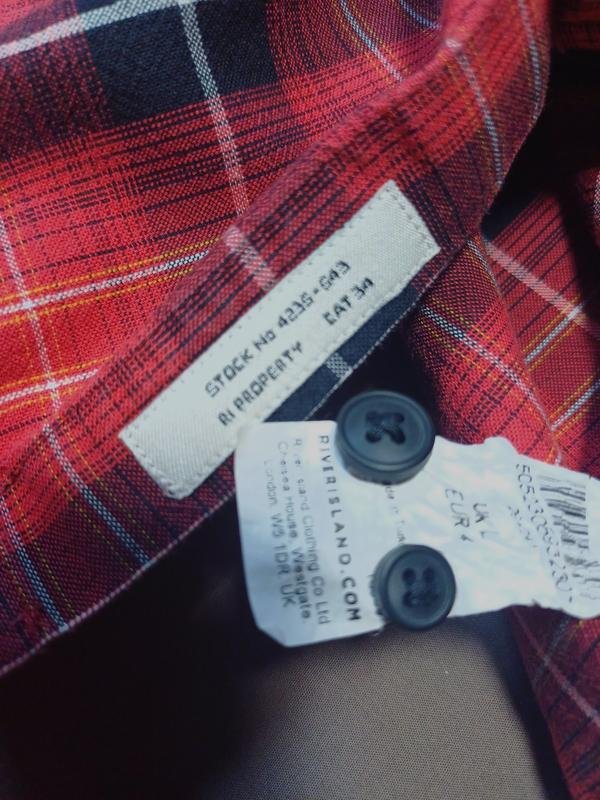 STOCK No 4236-643
RI PROPERTY CAT 34
RIVERISLAND.COM
River Island Clothing Co Ltd
Chelsea House, Westgate,
London, W5 1DR UK
UK L
EUR